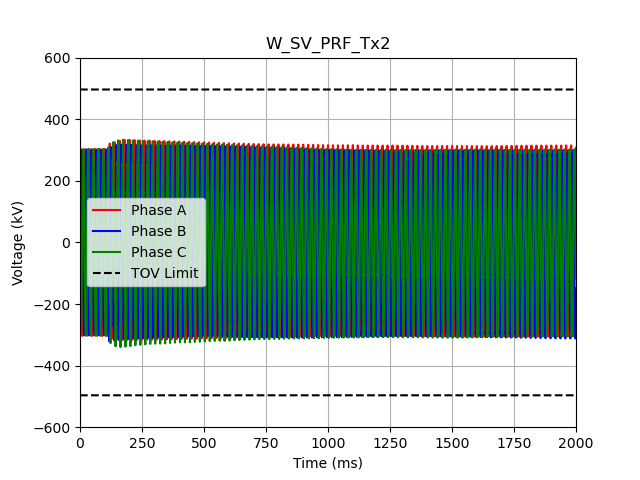 W_SV_PRF_Tx2
600
400
200
0
−200
−400
−600
Voltage (kV)
Phase A
Phase B
Phase C
TOV Limit
0 250 500 750 1000 1250 1500 1750 2000
Time (ms)